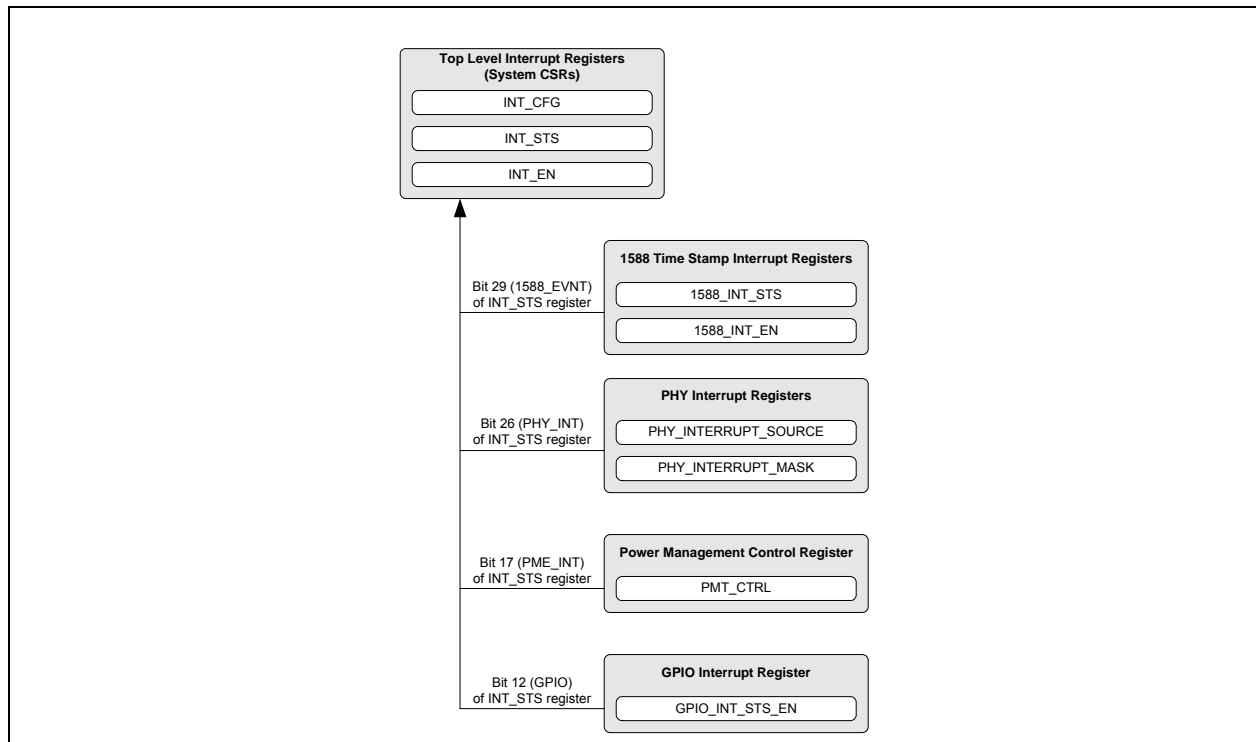 Top Level Interrupt Registers
(System CSRs)
INT_CFG
INT_STS
INT_EN
1588 Time Stamp Interrupt Registers
Bit 29 (1588_EVNT)
of INT_STS register
1588_INT_STS
1588_INT_EN
PHY Interrupt Registers
Bit 26 (PHY_INT)
of INT_STS register
PHY_INTERRUPT_SOURCE
PHY_INTERRUPT_MASK
Power Management Control Register
Bit 17 (PME_INT)
of INT_STS register
PMT_CTRL
GPIO Interrupt Register
Bit 12 (GPIO)
of INT_STS register
GPIO_INT_STS_EN